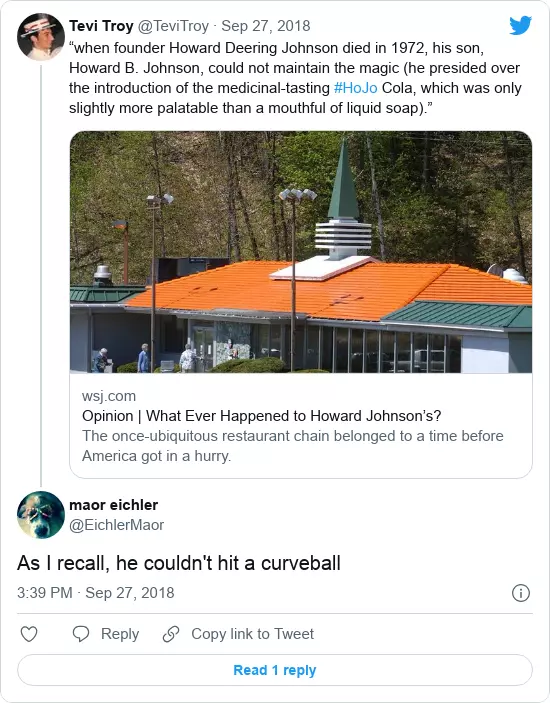 Tevi Troy @TeviTroy · Sep 27, 2018
“when founder Howard Deering Johnson died in 1972, his son,
Howard B. Johnson, could not maintain the magic (he presided over
the introduction of the medicinal-tasting #HoJo Cola, which was only
slightly more palatable than a mouthful of liquid soap).”
wsj.com
Opinion | What Ever Happened to Howard Johnson’s?
The once-ubiquitous restaurant chain belonged to a time before
America got in a hurry.
maor eichler
@EichlerMaor
As I recall, he couldn't hit a curveball
3:39 PM · Sep 27, 2018
Reply
Copy link to Tweet
Read 1 reply